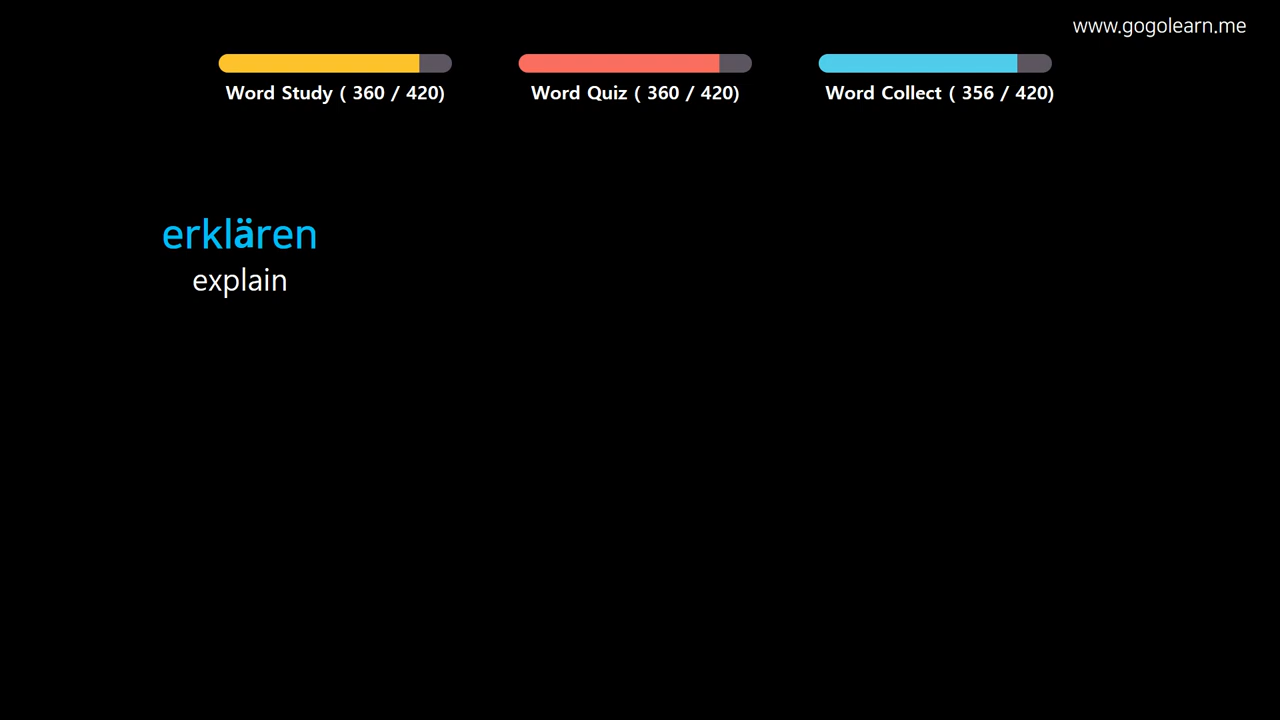 www.gogolearn.me
Word Study ( 360 / 420)
Word Quiz ( 360 / 420)
Word Collect ( 356 / 420)
erklären
explain